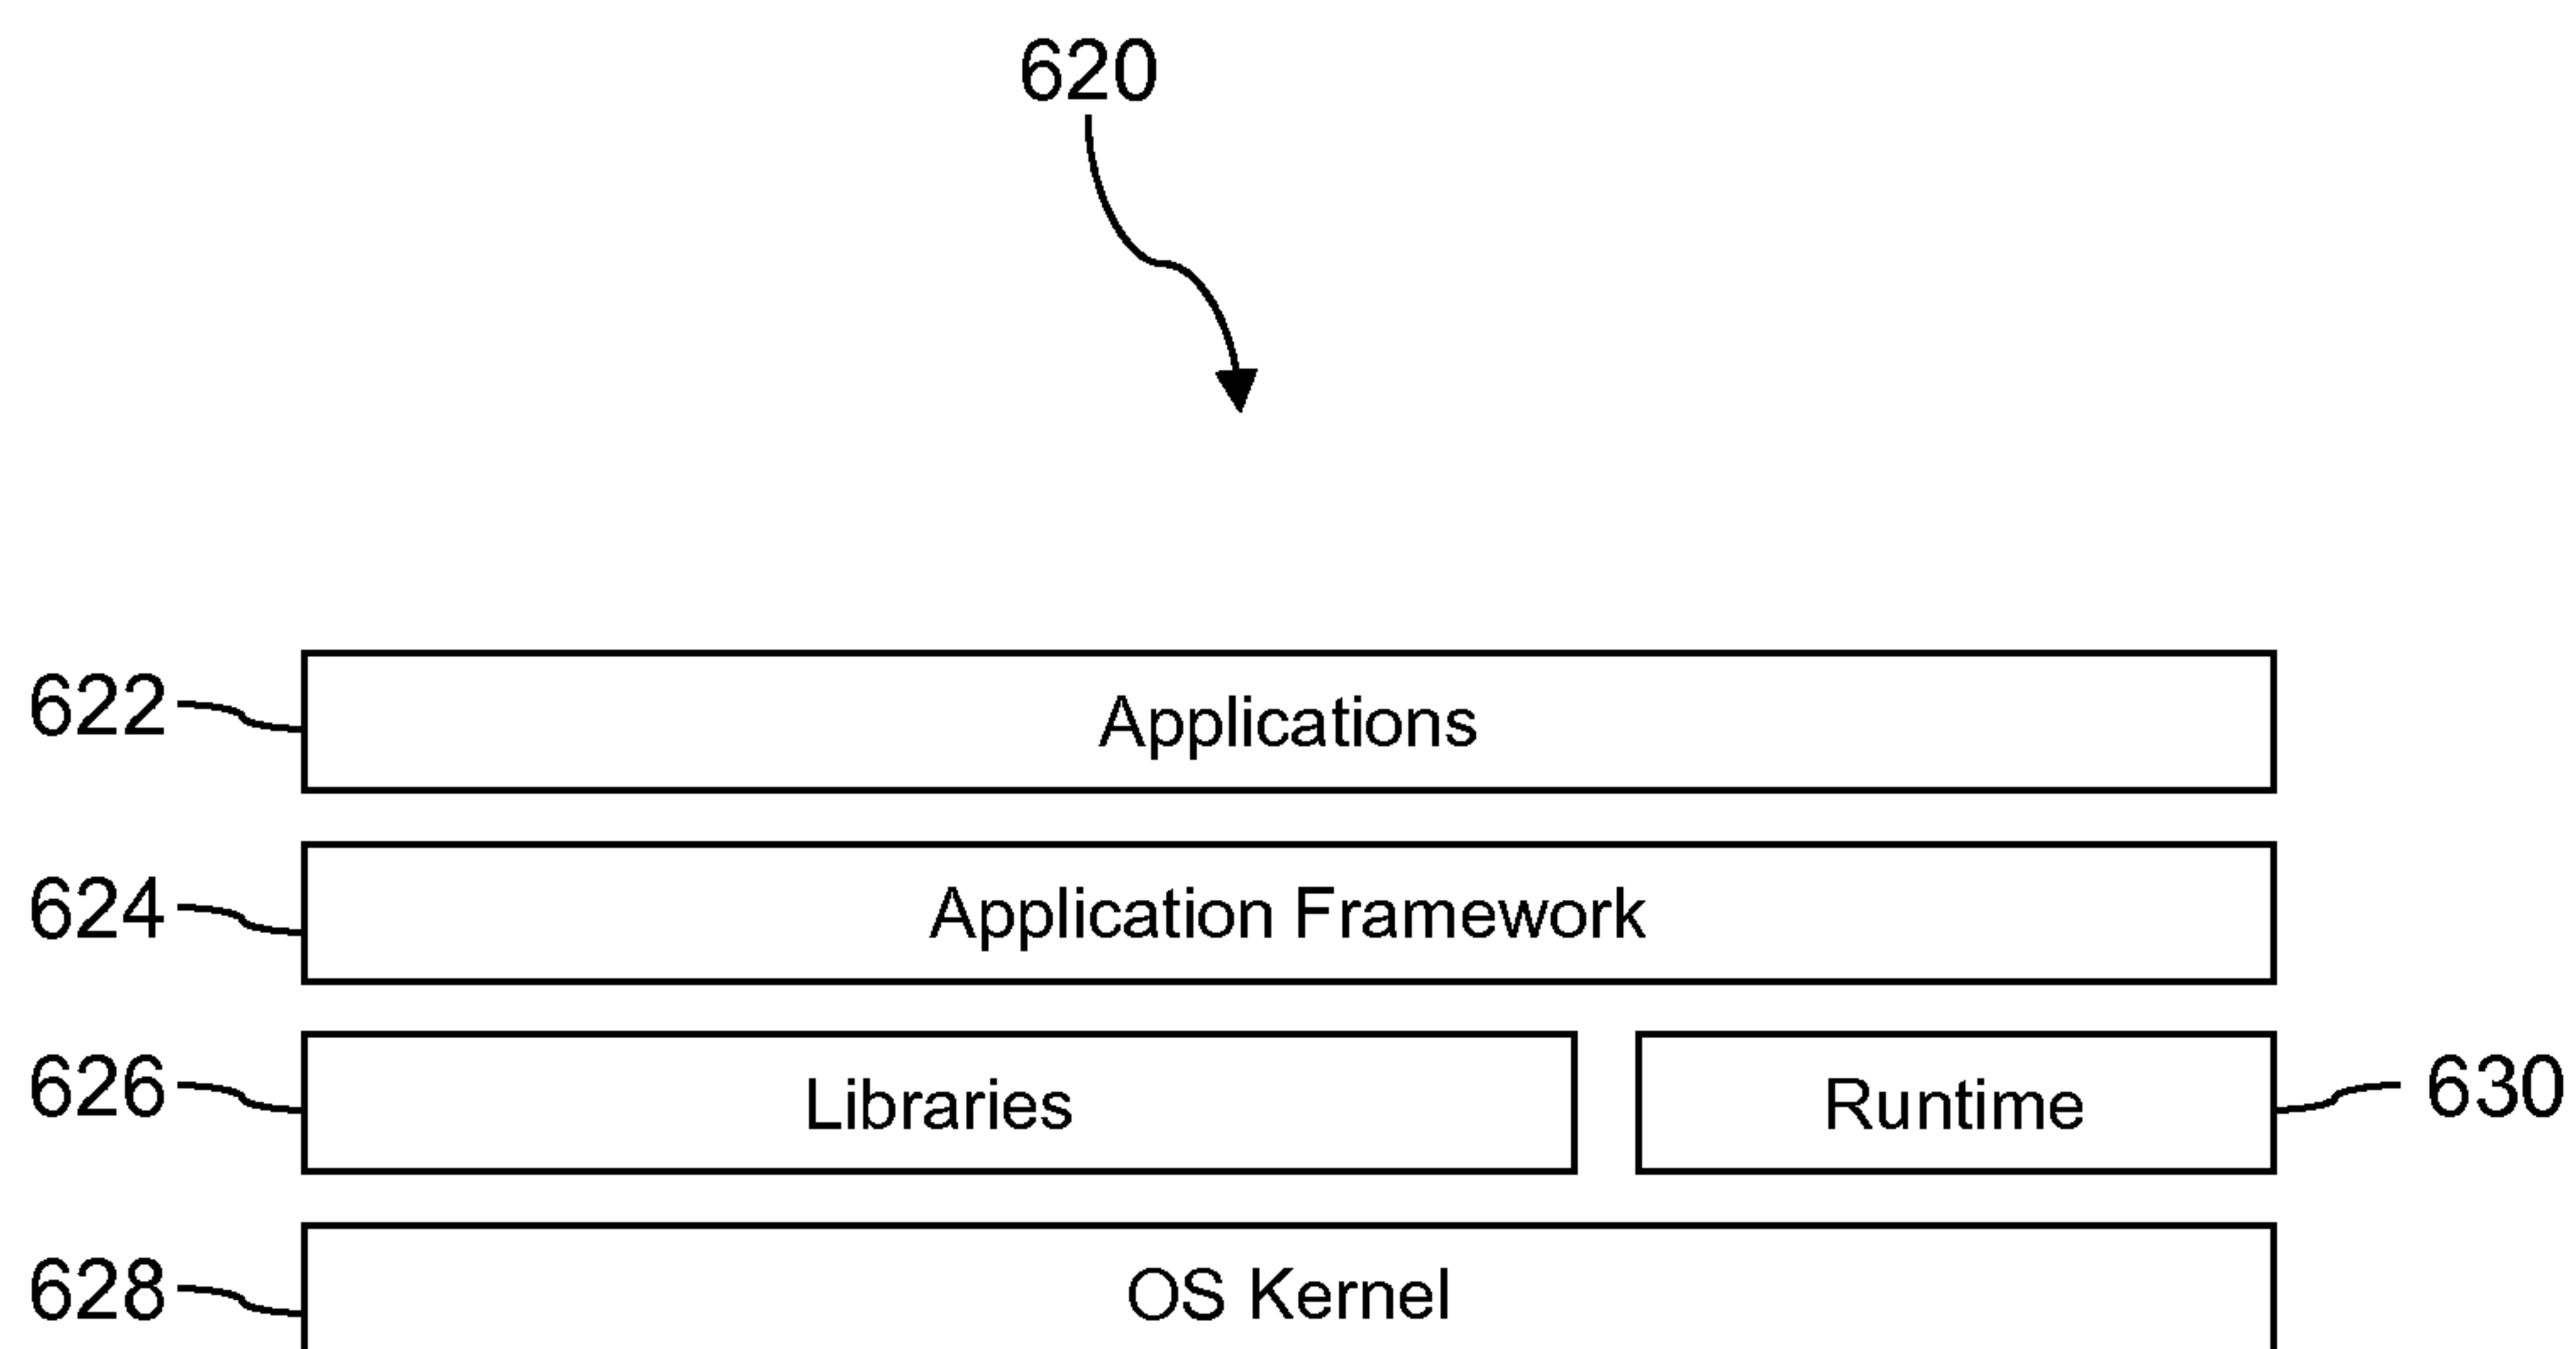 620
622 Applications
624 Application Framework
626 Libraries Runtime 630
628 OS Kernel